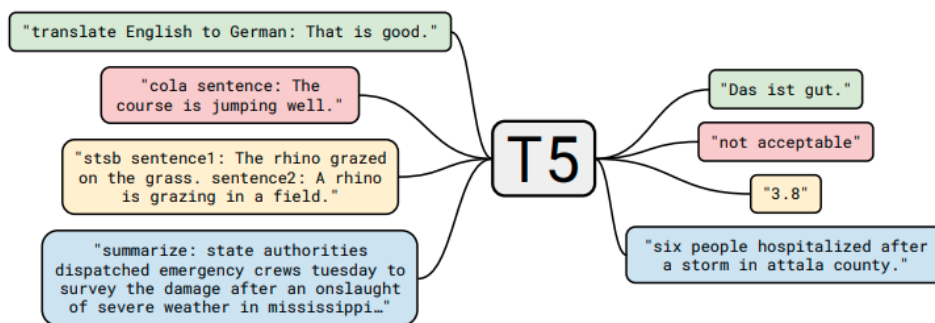 "translate English to German: That is good."
"cola sentence: The
course is jumping well."
"stsb sentence1: The rhino grazed
on the grass. sentence2: A rhino
is grazing in a field."
"summarize: state authorities
dispatched emergency crews tuesday to
survey the damage after an onslaught
of severe weather in mississippi…"
T5
"Das ist gut."
"not acceptable"
"3.8"
"six people hospitalized after
a storm in attala county."